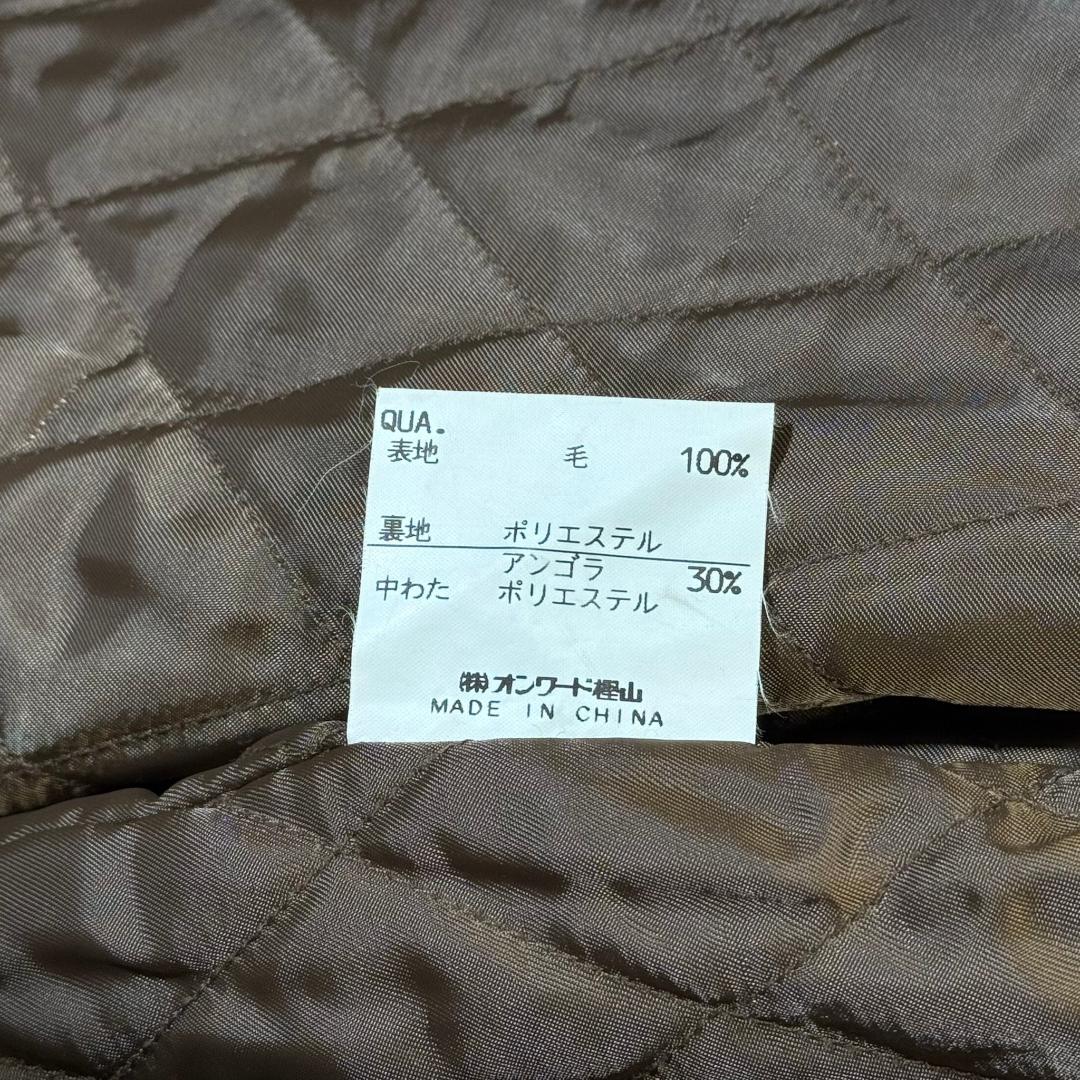 QUA.
表地 毛 100%
裏地 ポリエステル
アンゴラ 30%
中わた ポリエステル
㈱オンワード樫山
MADE IN CHINA